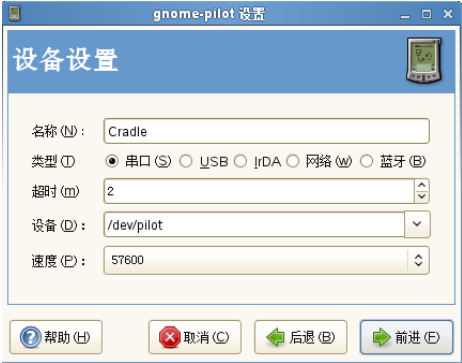 gnome-pilot 设置
设备设置
名称(N)： Cradle
类型(T) 串口(S) USB IrDA 网络(W) 蓝牙(B)
超时(m) 2
设备(D)： /dev/pilot
速度(P)： 57600
帮助(H) 取消(C) 后退(B) 前进(F)